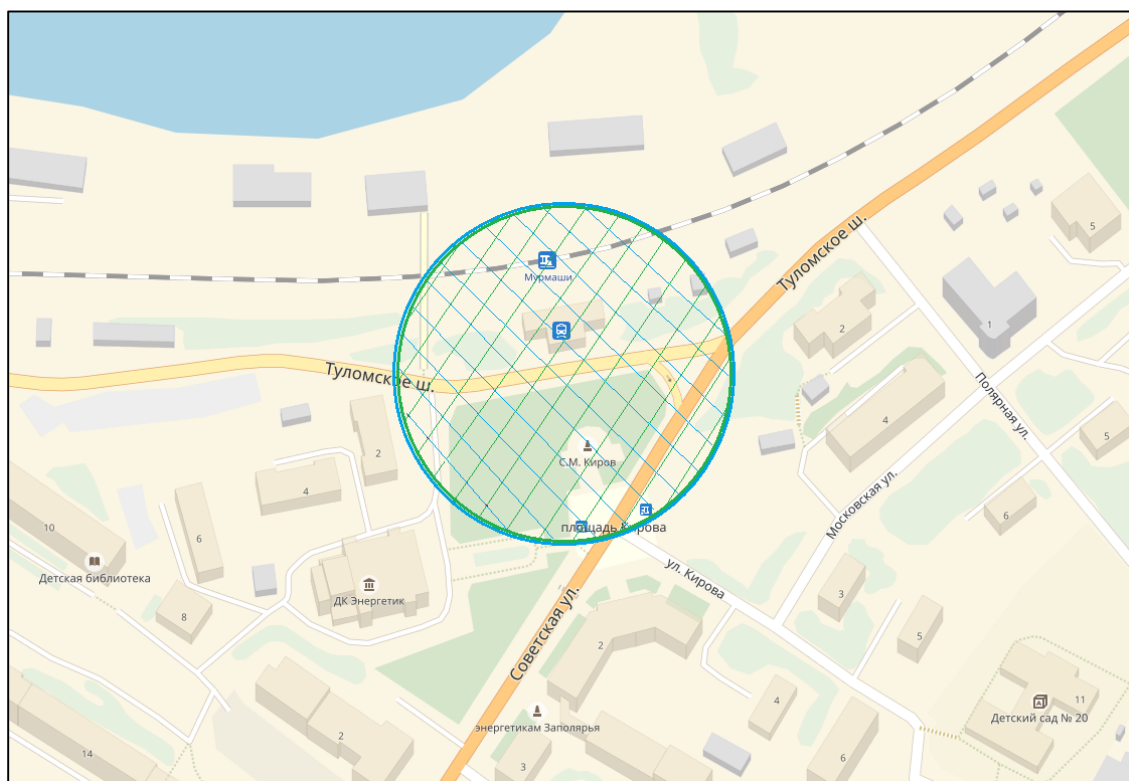 5
Туломское ш.
Мурмаши
2
1
Туломское ш.
Полярная ул.
4
5
2
С.М. Киров
4
Московская ул.
10
6
6
площадь Кирова
Детская библиотека
ул. Кирова
ДК Энергетик
3
8
Советская ул.
5
2
11
4
Детский сад № 20
энергетикам Заполярья
2
14
3
6